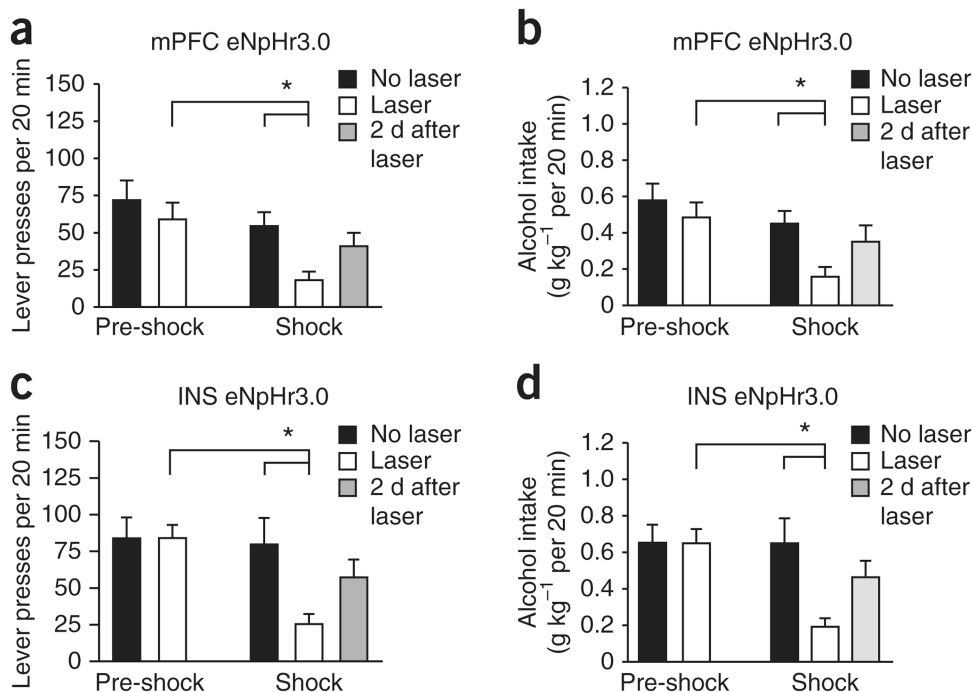 a
mPFC eNpHr3.0
Lever presses per 20 min
150
125
100
75
50
25
0
*
No laser
Laser
2 d after
laser
Pre-shock
Shock
b
mPFC eNpHr3.0
Alcohol intake
(g kg⁻¹ per 20 min)
1.2
1.0
0.8
0.6
0.4
0.2
0
*
No laser
Laser
2 d after
laser
Pre-shock
Shock
c
INS eNpHr3.0
Lever presses per 20 min
150
125
100
75
50
25
0
*
No laser
Laser
2 d after
laser
Pre-shock
Shock
d
INS eNpHr3.0
Alcohol intake
(g kg⁻¹ per 20 min)
1.2
1.0
0.8
0.6
0.4
0.2
0
*
No laser
Laser
2 d after
laser
Pre-shock
Shock